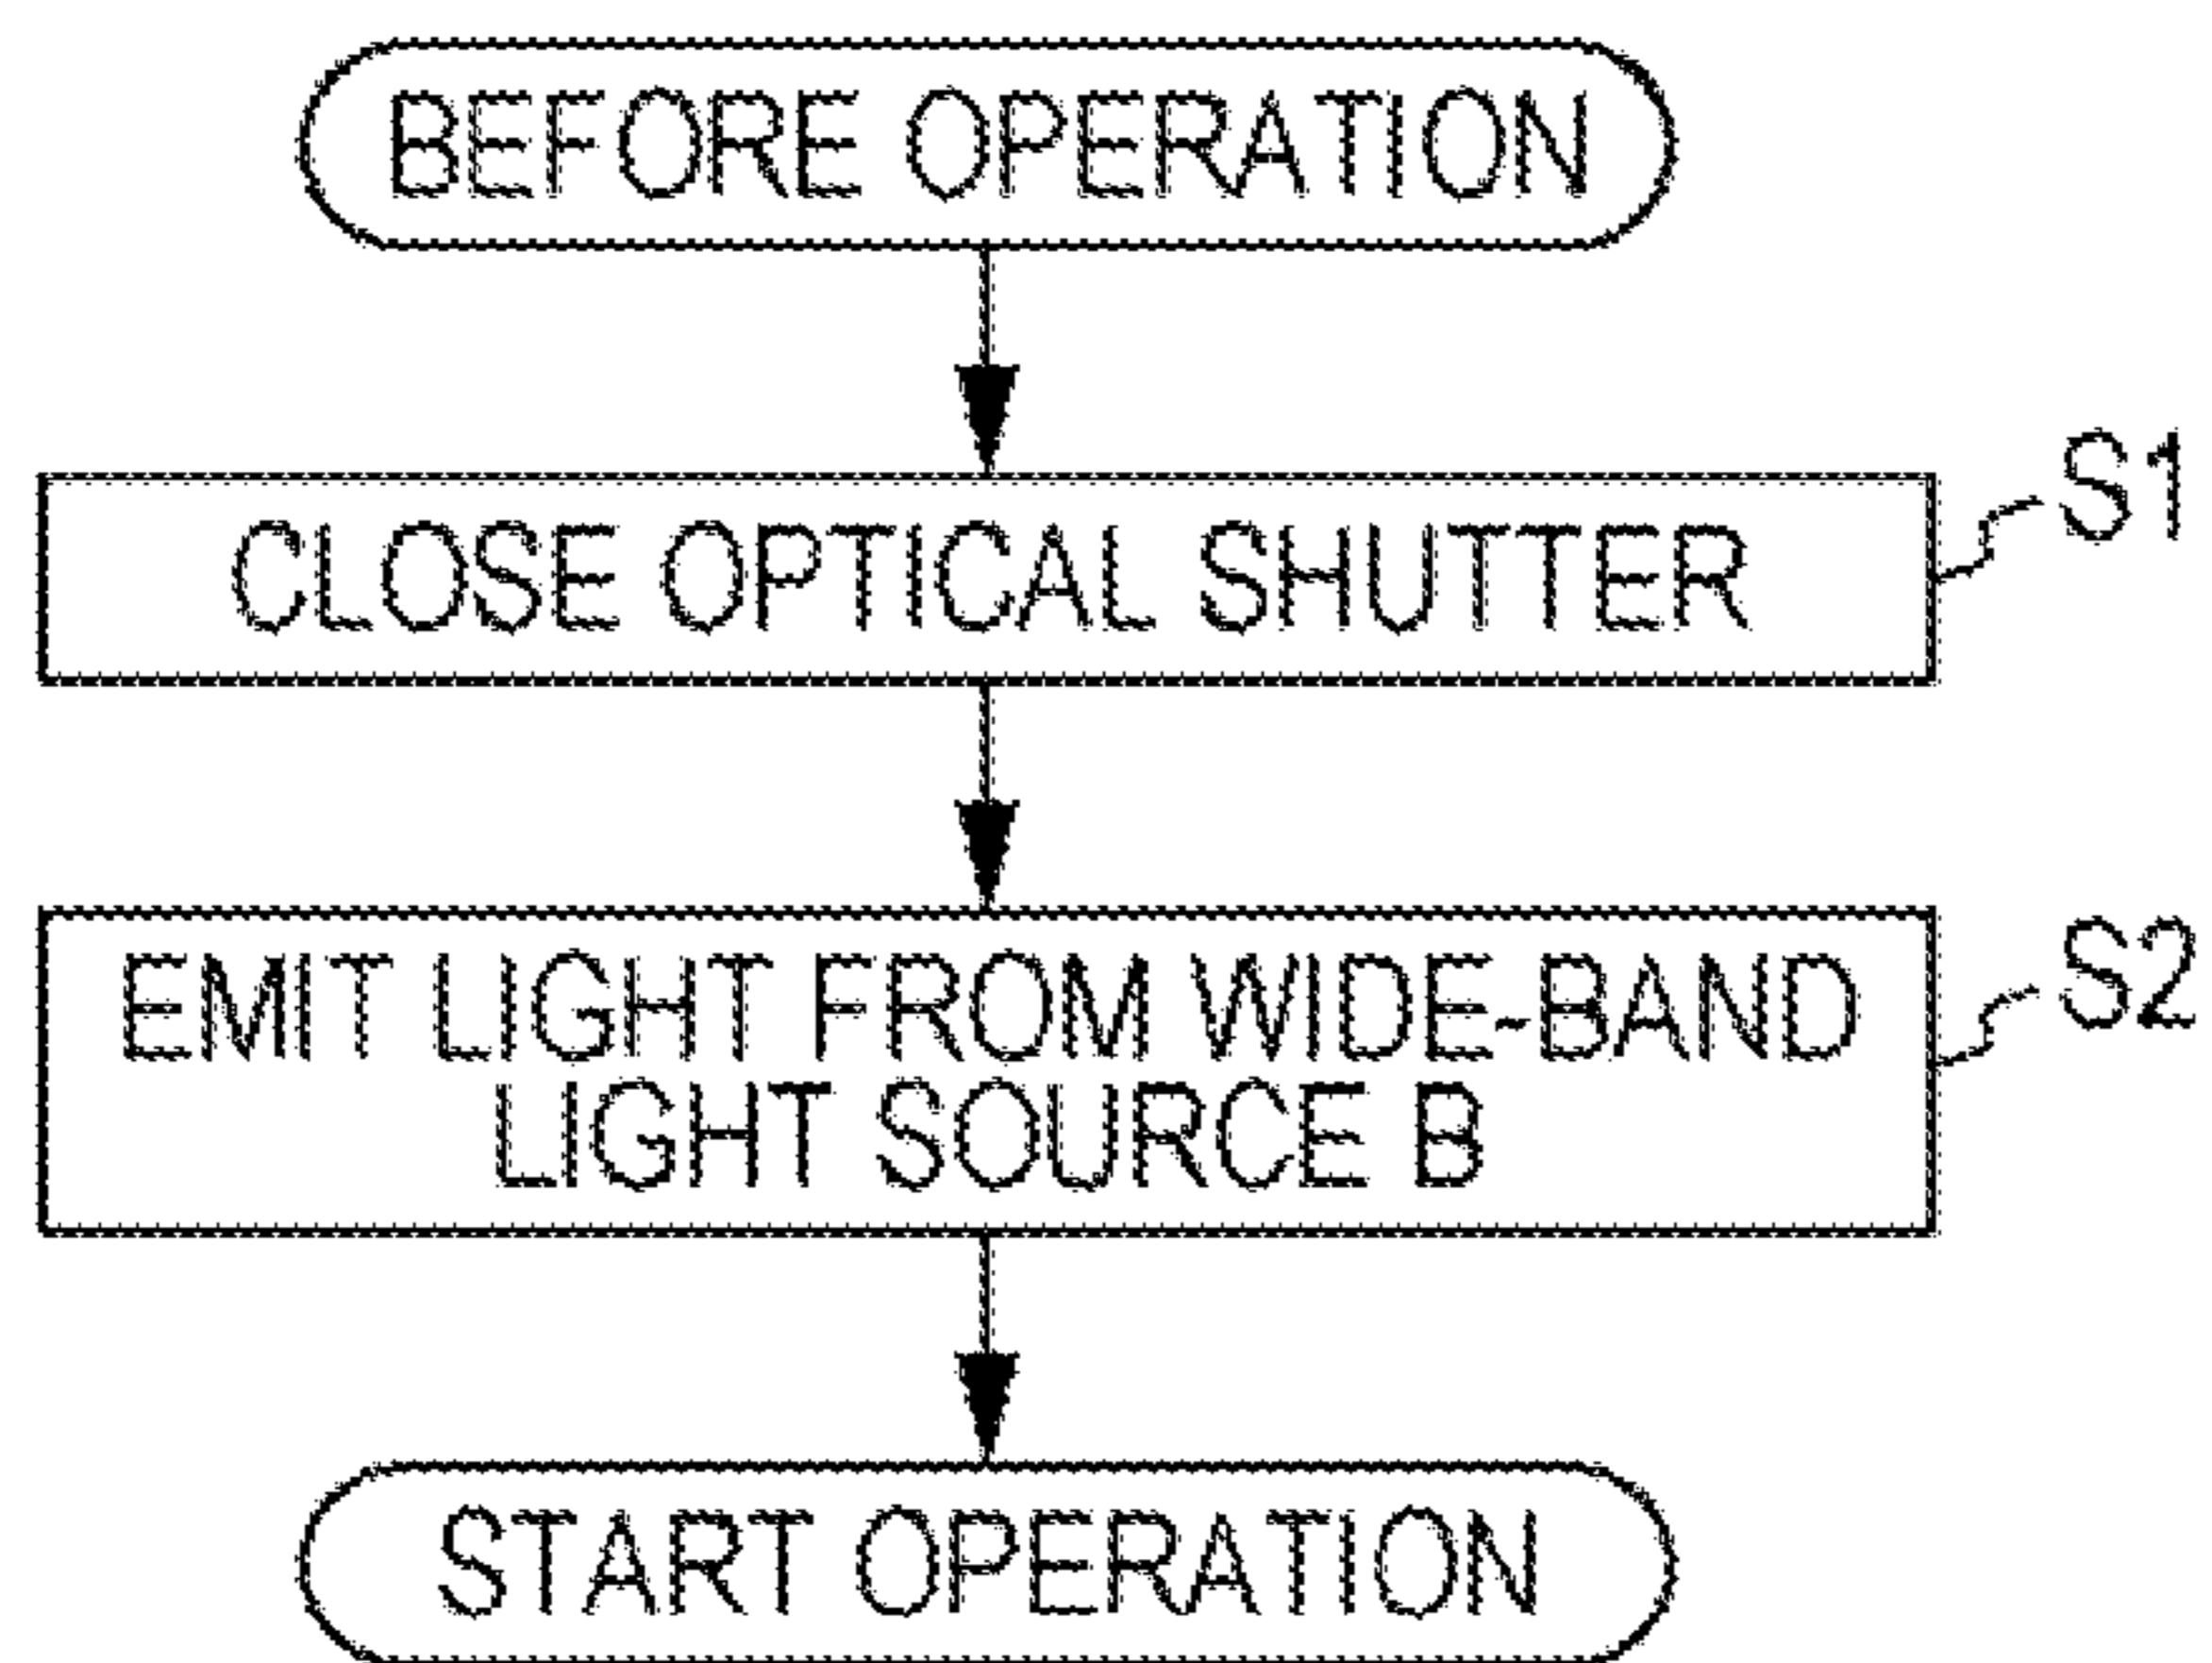 BEFORE OPERATION
CLOSE OPTICAL SHUTTER
S1
EMIT LIGHT FROM WIDE-BAND
LIGHT SOURCE B
S2
START OPERATION